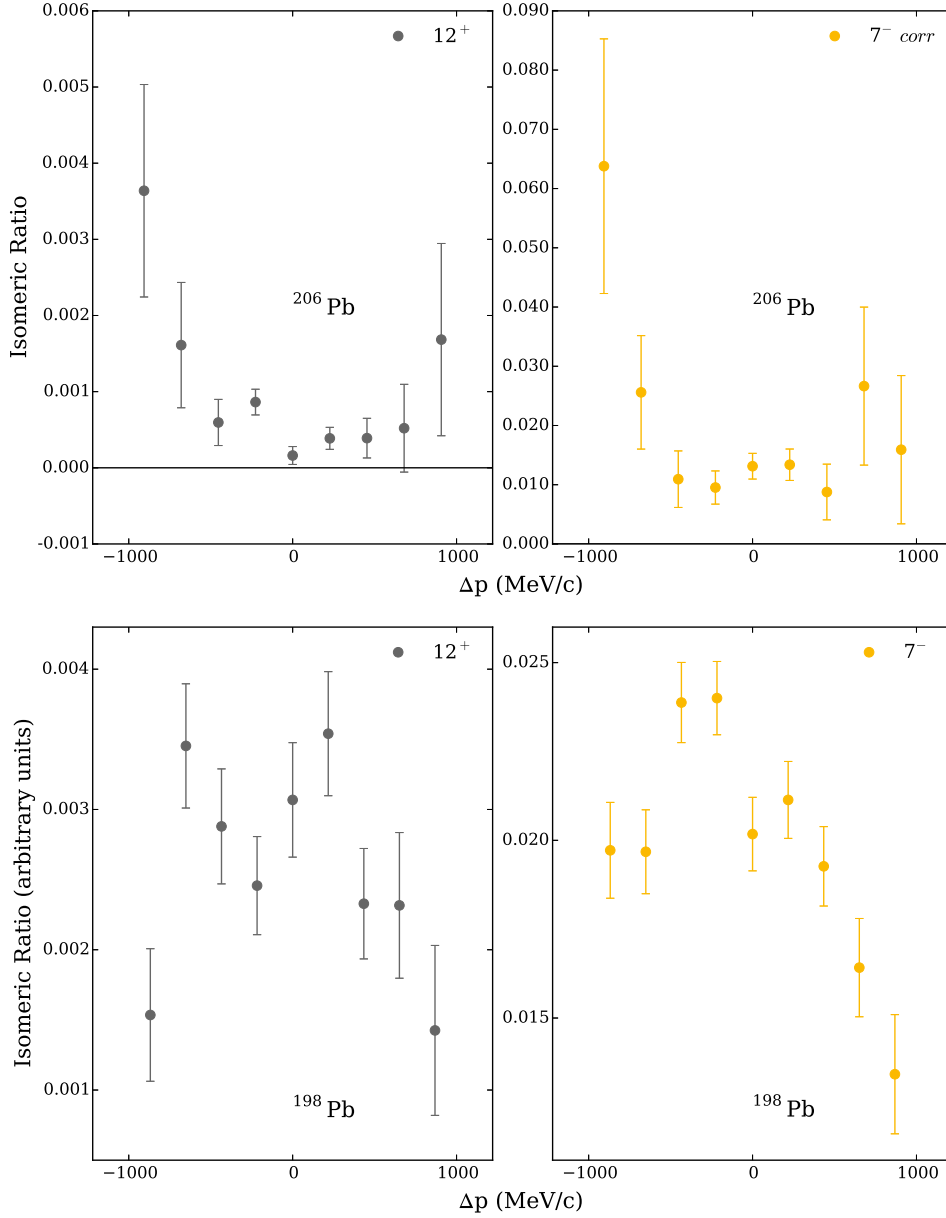 Isomeric Ratio
0.006
0.005
0.004
0.003
0.002
0.001
0.000
-0.001
12⁺
²⁰⁶Pb
−1000 0 1000
Δp (MeV/c)
0.090
0.080
0.070
0.060
0.050
0.040
0.030
0.020
0.010
0.000
7⁻ corr
²⁰⁶Pb
−1000 0 1000
Δp (MeV/c)
Isomeric Ratio (arbitrary units)
0.004
0.003
0.002
0.001
12⁺
¹⁹⁸Pb
−1000 0 1000
Δp (MeV/c)
0.025
0.020
0.015
7⁻
¹⁹⁸Pb
−1000 0 1000
Δp (MeV/c)